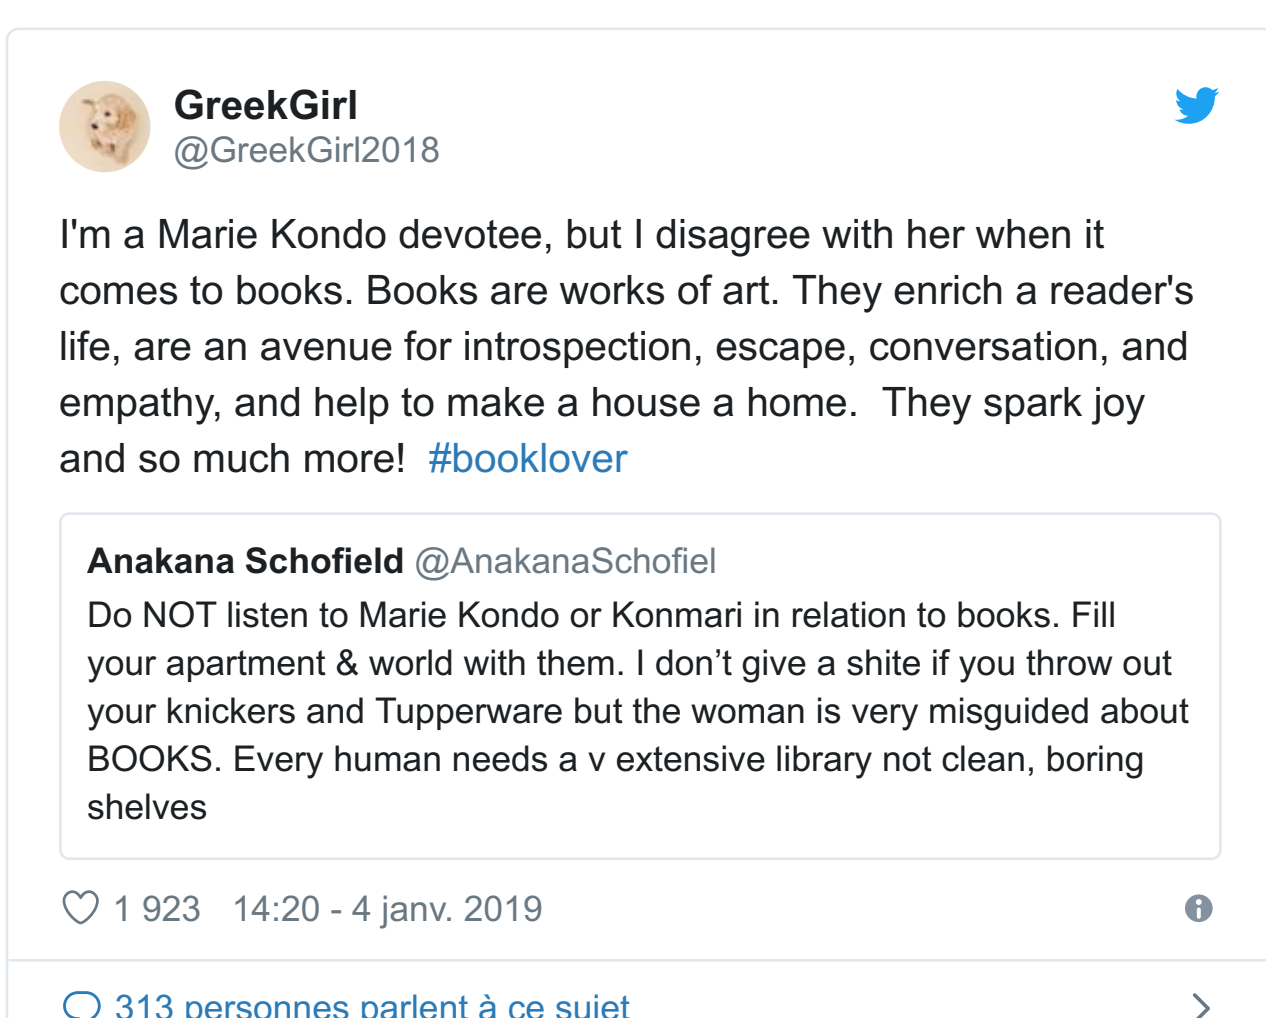 GreekGirl
@GreekGirl2018
I'm a Marie Kondo devotee, but I disagree with her when it
comes to books. Books are works of art. They enrich a reader's
life, are an avenue for introspection, escape, conversation, and
empathy, and help to make a house a home.  They spark joy
and so much more!  #booklover
Anakana Schofield @AnakanaSchofiel
Do NOT listen to Marie Kondo or Konmari in relation to books. Fill
your apartment & world with them. I don’t give a shite if you throw out
your knickers and Tupperware but the woman is very misguided about
BOOKS. Every human needs a v extensive library not clean, boring
shelves
1 923 14:20 - 4 janv. 2019
313 personnes parlent à ce sujet